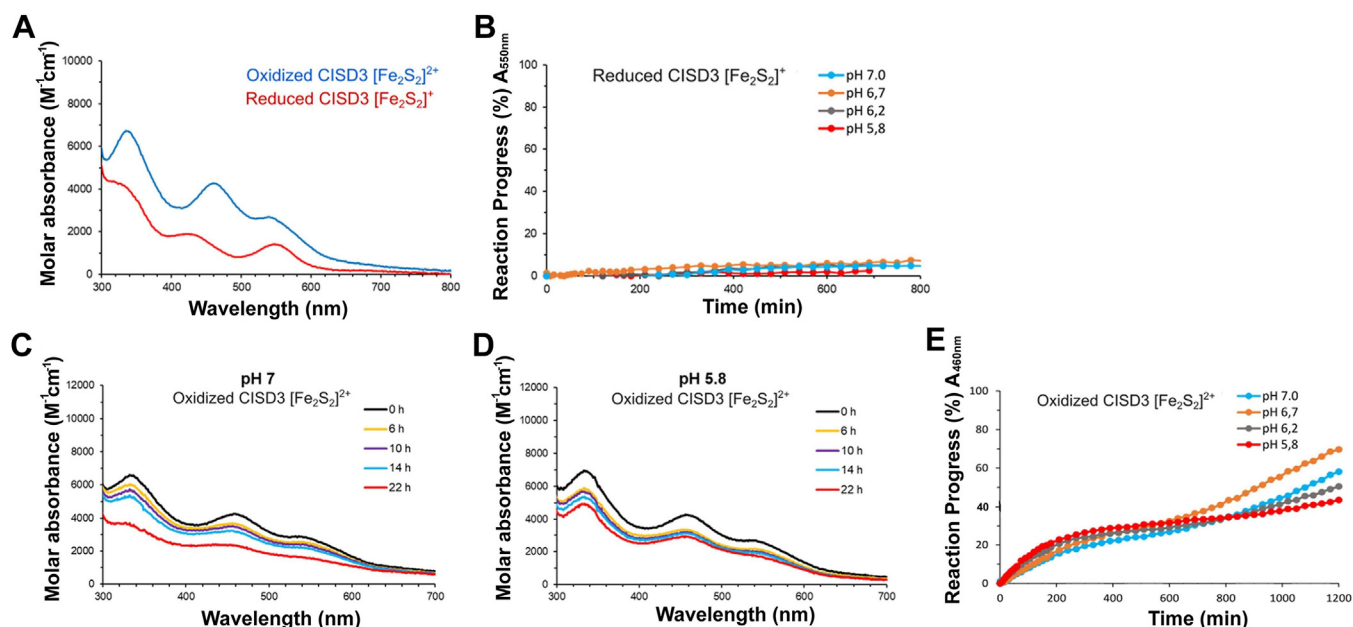 A
Molar absorbance (M⁻¹cm⁻¹)
10000
8000
6000
4000
2000
0
Oxidized CISD3 [Fe₂S₂]²⁺
Reduced CISD3 [Fe₂S₂]⁺
300 400 500 600 700 800
Wavelength (nm)
B
Reaction Progress (%) A550nm
100
80
60
40
20
0
Reduced CISD3 [Fe₂S₂]⁺
pH 7.0
pH 6,7
pH 6,2
pH 5,8
0 200 400 600 800
Time (min)
C
Molar absorbance (M⁻¹cm⁻¹)
12000
10000
8000
6000
4000
2000
0
pH 7
Oxidized CISD3 [Fe₂S₂]²⁺
0 h
6 h
10 h
14 h
22 h
300 400 500 600 700
Wavelength (nm)
D
Molar absorbance (M⁻¹cm⁻¹)
12000
10000
8000
6000
4000
2000
0
pH 5.8
Oxidized CISD3 [Fe₂S₂]²⁺
0 h
6 h
10 h
14 h
22 h
300 400 500 600 700
Wavelength (nm)
E
Reaction Progress (%) A460nm
100
80
60
40
20
0
Oxidized CISD3 [Fe₂S₂]²⁺
pH 7.0
pH 6,7
pH 6,2
pH 5,8
0 200 400 600 800 1000 1200
Time (min)